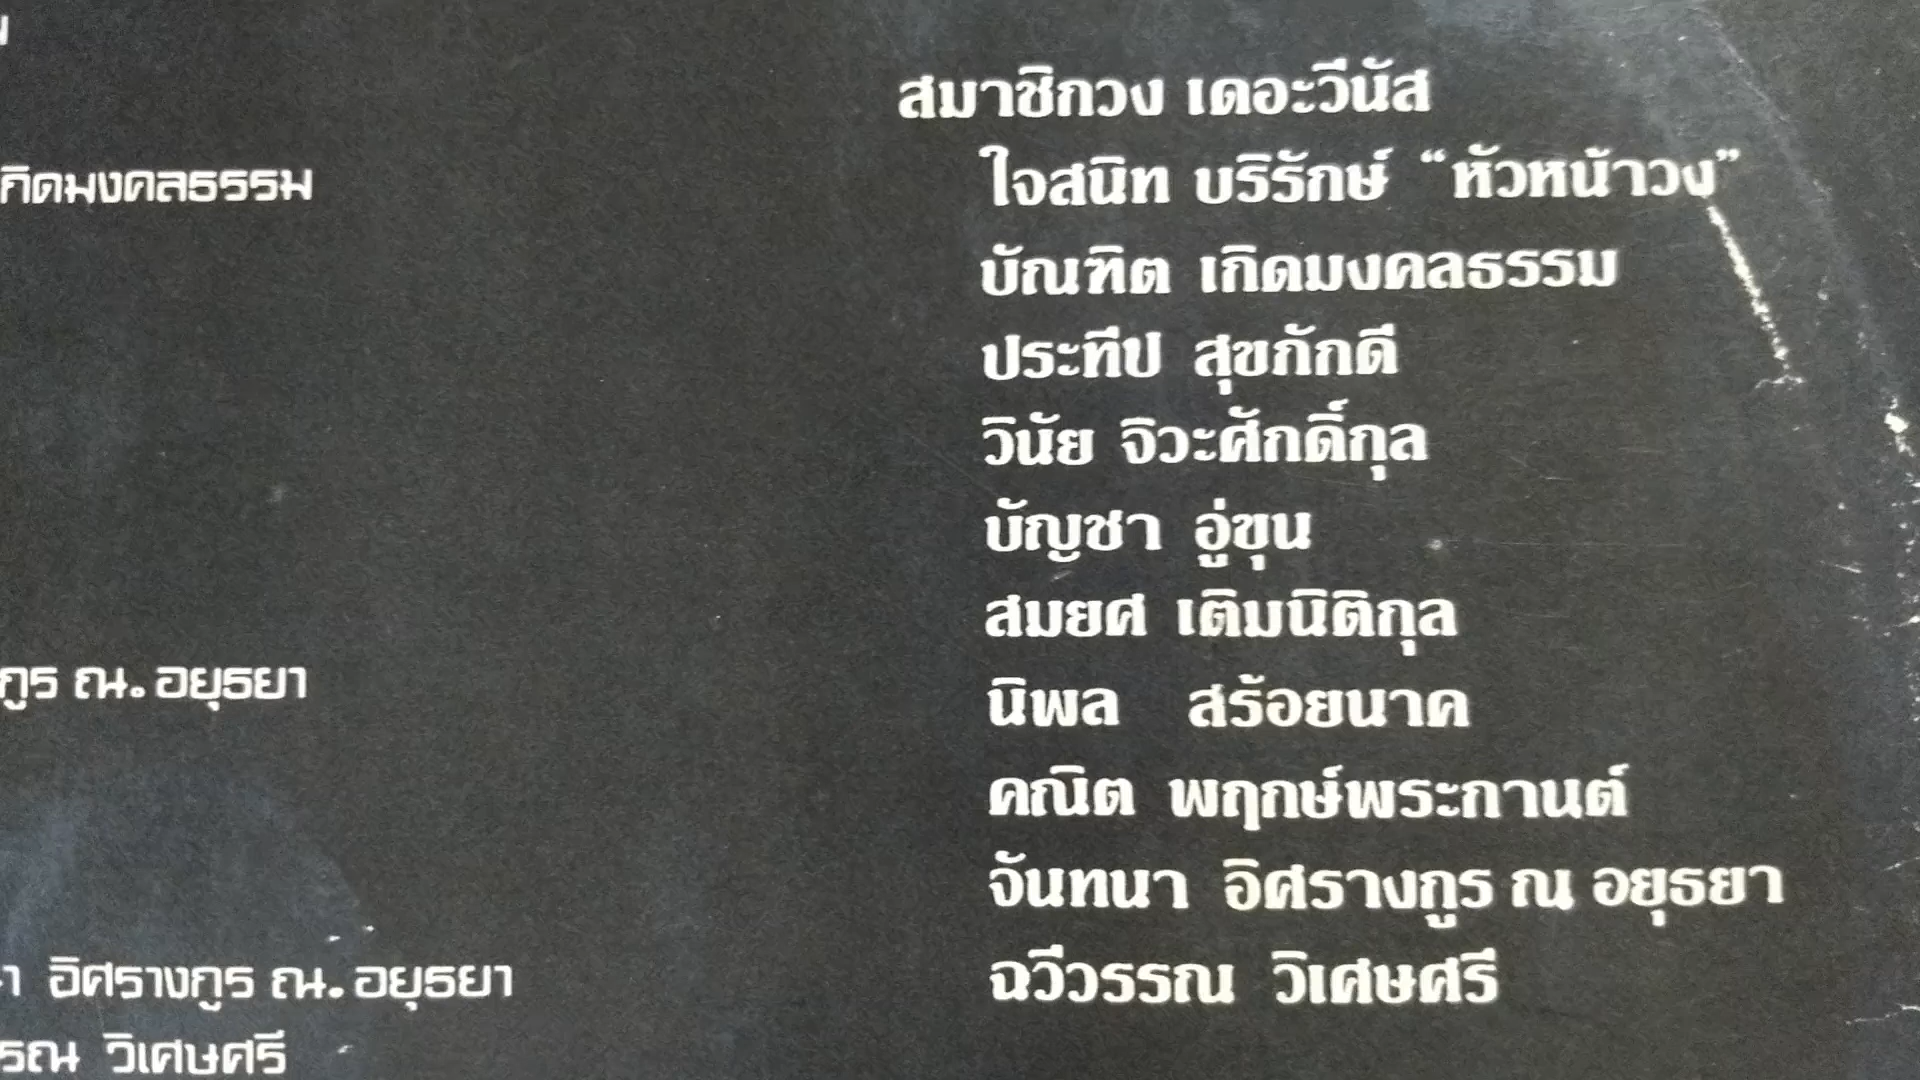 สมาชิกวง เดอะวีนัส
ใจสนิท บริรักษ์ “หัวหน้าวง”
บัณฑิต เกิดมงคลธรรม
ประทีป สุขภักดี
วินัย จิวะศักดิ์กุล
บัญชา อู่ขุน
สมยศ เติมนิติกุล
นิพล สร้อยนาค
คณิต พฤกษ์พระกานต์
จันทนา อิศรางกูร ณ อยุธยา
ฉวีวรรณ วิเศษศรี
กิดมงคลธรรม
กูร ณ. อยุธยา
อิศรางกูร ณ. อยุธยา
รณ วิเศษศรี